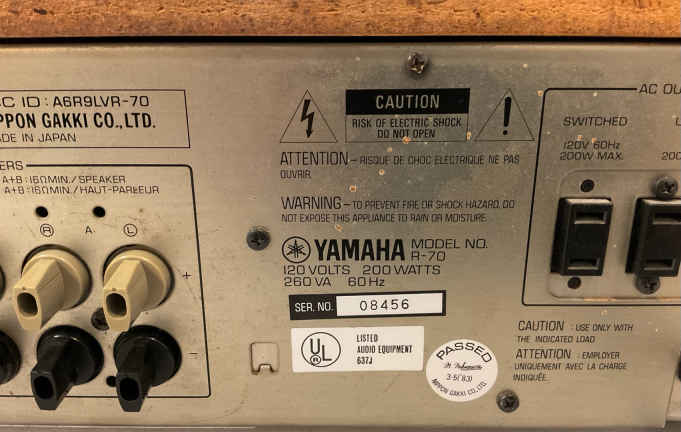 C ID : A6R9LVR-70
PPON GAKKI CO.,LTD.
ADE IN JAPAN
ERS
A+B:16ΩMIN./SPEAKER
A+B:16ΩMIN./HAUT-PARLEUR
R A L
+
−
CAUTION
RISK OF ELECTRIC SHOCK
DO NOT OPEN
ATTENTION – RISQUE DE CHOC ELECTRIQUE NE PAS
OUVRIR.
WARNING – TO PREVENT FIRE OR SHOCK HAZARD, DO
NOT EXPOSE THIS APPLIANCE TO RAIN OR MOISTURE.
YAMAHA MODEL NO.
R-70
120 VOLTS 200 WATTS
260 VA 60 Hz
SER. NO. 08456
UL
LISTED
AUDIO EQUIPMENT
637J
PASSED
3-5('83)
NIPPON GAKKI CO., LTD.
AC OU
SWITCHED U
120V 60Hz
200W MAX. 200
CAUTION : USE ONLY WITH
THE INDICATED LOAD
ATTENTION : EMPLOYER
UNIQUEMENT AVEC LA CHARGE
INDIQUÉE.